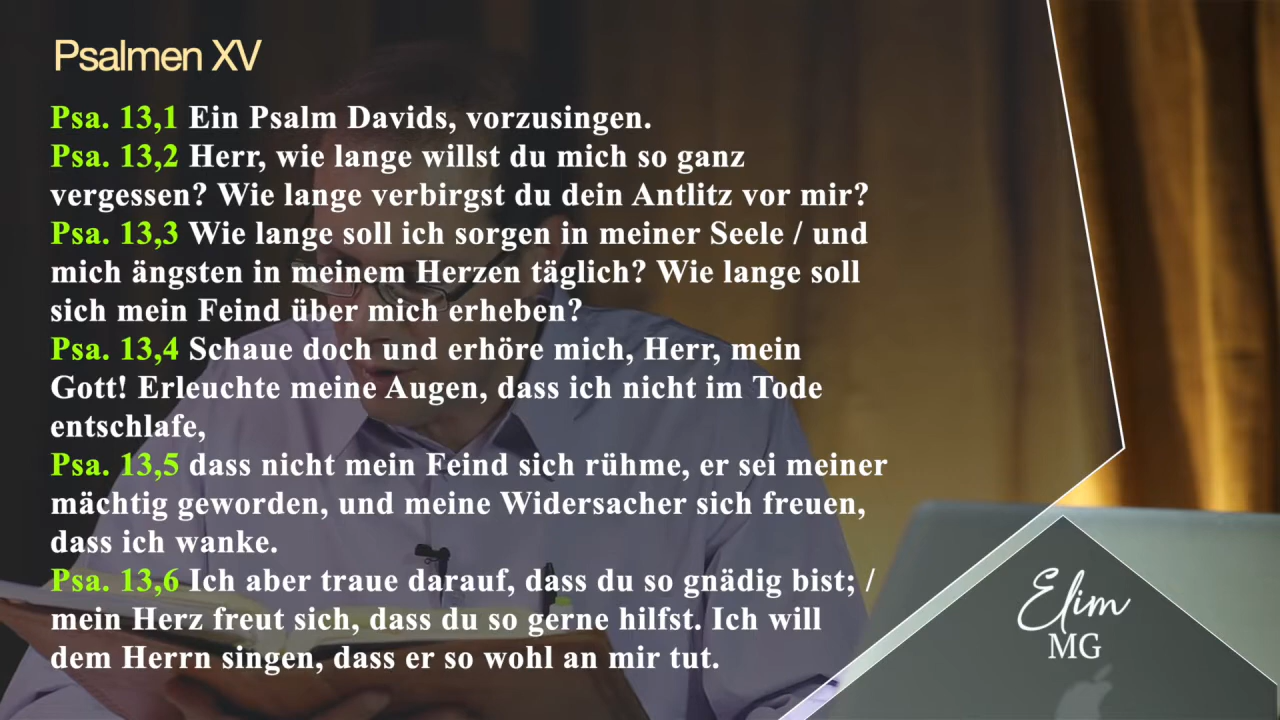 Psalmen XV
Psa. 13,1 Ein Psalm Davids, vorzusingen.
Psa. 13,2 Herr, wie lange willst du mich so ganz
vergessen? Wie lange verbirgst du dein Antlitz vor mir?
Psa. 13,3 Wie lange soll ich sorgen in meiner Seele / und
mich ängsten in meinem Herzen täglich? Wie lange soll
sich mein Feind über mich erheben?
Psa. 13,4 Schaue doch und erhöre mich, Herr, mein
Gott! Erleuchte meine Augen, dass ich nicht im Tode
entschlafe,
Psa. 13,5 dass nicht mein Feind sich rühme, er sei meiner
mächtig geworden, und meine Widersacher sich freuen,
dass ich wanke.
Psa. 13,6 Ich aber traue darauf, dass du so gnädig bist; /
mein Herz freut sich, dass du so gerne hilfst. Ich will
dem Herrn singen, dass er so wohl an mir tut.
Elim
MG